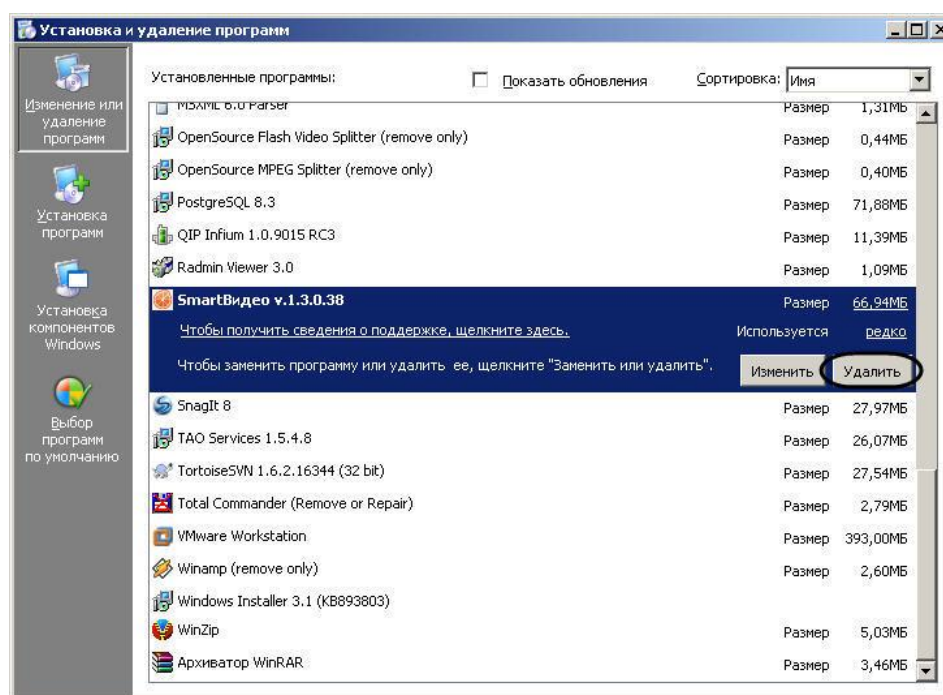 Установка и удаление программ
Изменение или
удаление
программ
Установка
программ
Установка
компонентов
Windows
Выбор
программ
по умолчанию
Установленные программы: Показать обновления Сортировка: Имя
MSXML 6.0 Parser Размер 1,31МБ
OpenSource Flash Video Splitter (remove only) Размер 0,44МБ
OpenSource MPEG Splitter (remove only) Размер 0,40МБ
PostgreSQL 8.3 Размер 71,88МБ
QIP Infium 1.0.9015 RC3 Размер 11,39МБ
Radmin Viewer 3.0 Размер 1,09МБ
SmartВидео v.1.3.0.38 Размер 66,94МБ
Чтобы получить сведения о поддержке, щелкните здесь. Используется редко
Чтобы заменить программу или удалить ее, щелкните "Заменить или удалить". Изменить Удалить
SnagIt 8 Размер 27,97МБ
TAO Services 1.5.4.8 Размер 26,07МБ
TortoiseSVN 1.6.2.16344 (32 bit) Размер 27,54МБ
Total Commander (Remove or Repair) Размер 2,79МБ
VMware Workstation Размер 393,00МБ
Winamp (remove only) Размер 2,60МБ
Windows Installer 3.1 (KB893803)
WinZip Размер 5,03МБ
Архиватор WinRAR Размер 3,46МБ